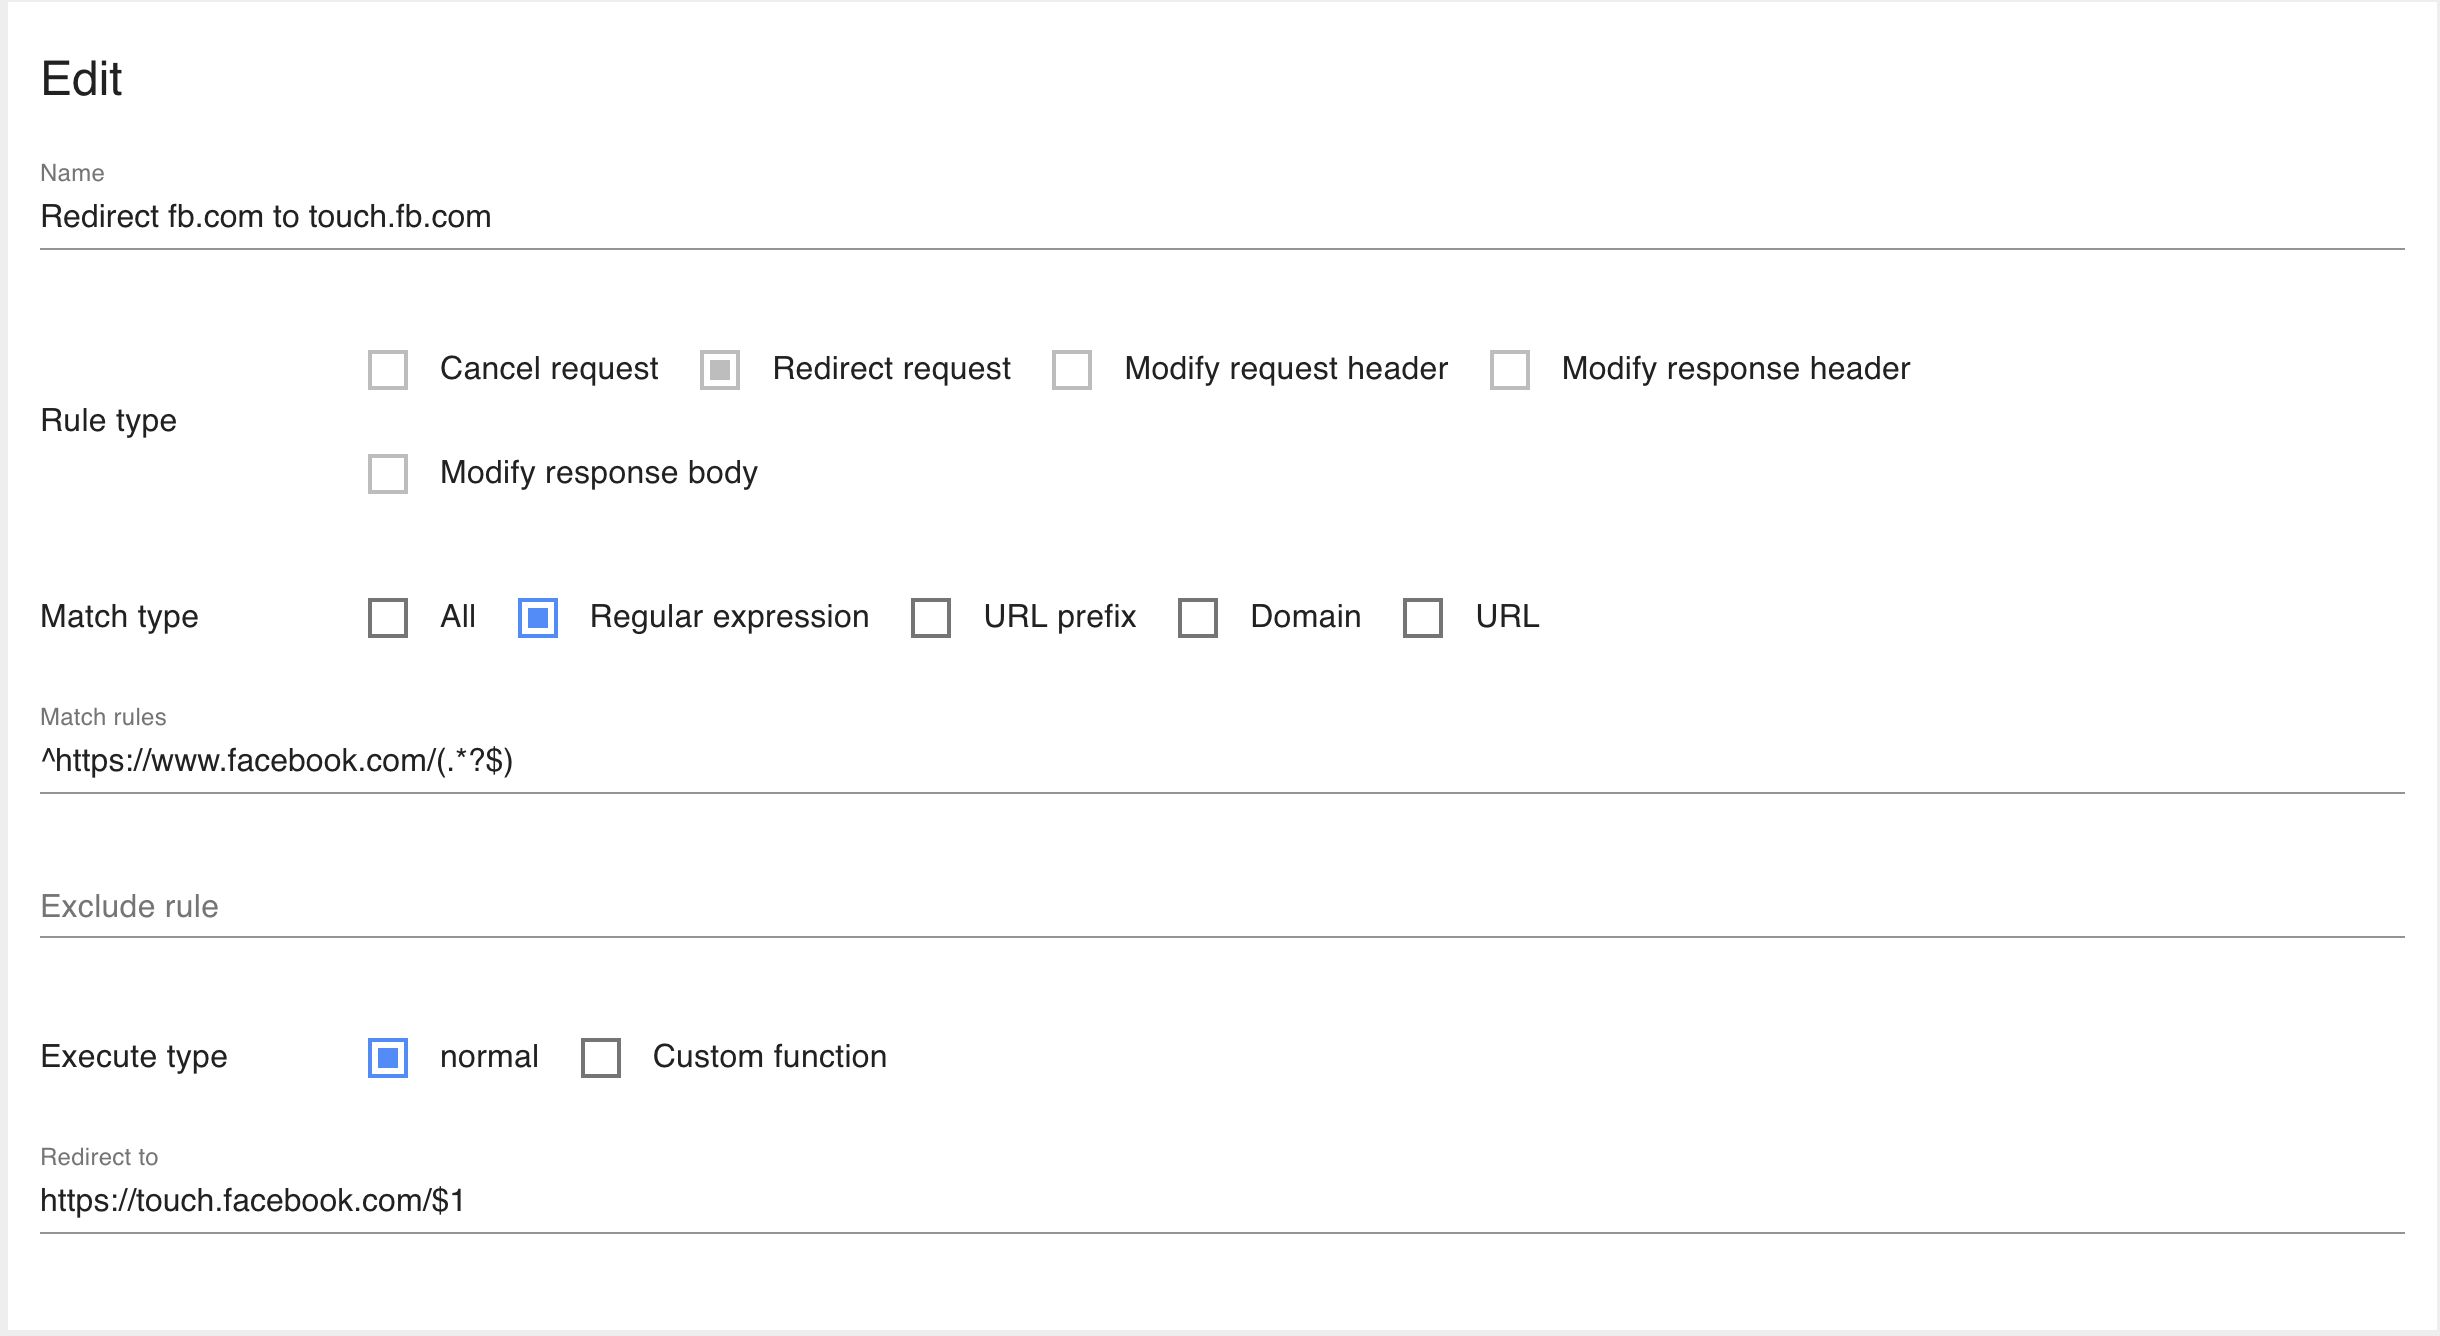 Edit
Name
Redirect fb.com to touch.fb.com
Rule type
Cancel request Redirect request Modify request header Modify response header
Modify response body
Match type All Regular expression URL prefix Domain URL
Match rules
^https://www.facebook.com/(.*?$)
Exclude rule
Execute type normal Custom function
Redirect to
https://touch.facebook.com/$1